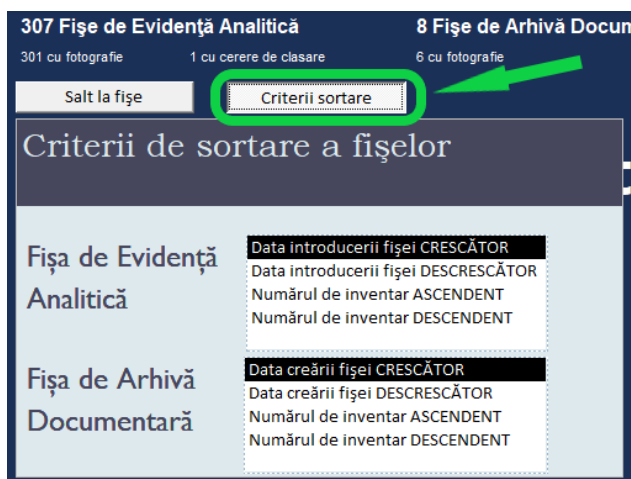 307 Fişe de Evidenţă Analitică
8 Fişe de Arhivă
301 cu fotografie
1 cu cerere de clasare
6 cu fotografie
Salt la fişe
Criterii sortare
Criterii de sortare a fişelor
Fişa de Evidenţă
Analitică
Data introducerii fişei CRESCĂTOR
Data introducerii fişei DESCRESCĂTOR
Numărul de inventar ASCENDENT
Numărul de inventar DESCENDENT
Fişa de Arhivă
Documentară
Data creării fişei CRESCĂTOR
Data creării fişei DESCRESCĂTOR
Numărul de inventar ASCENDENT
Numărul de inventar DESCENDENT